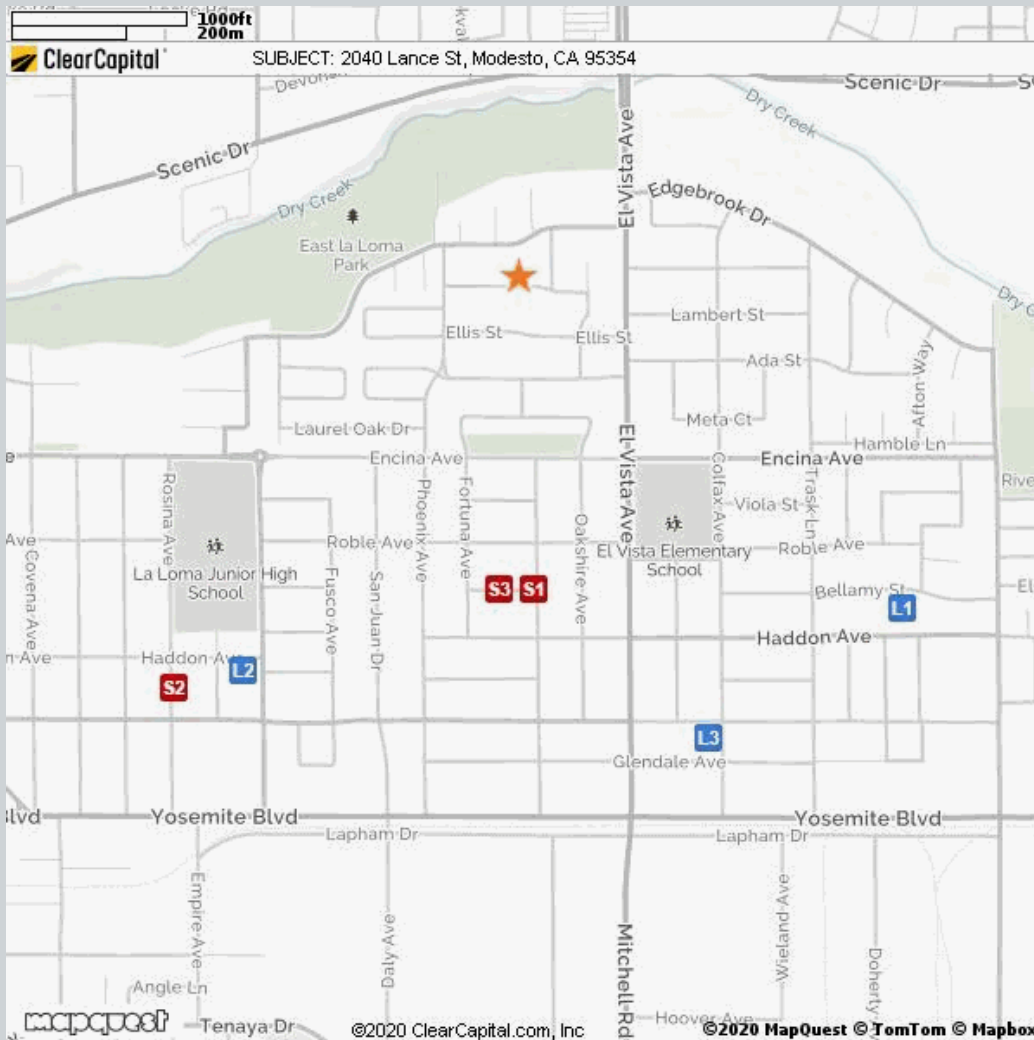 1000ft
200m
ClearCapital
SUBJECT: 2040 Lance St, Modesto, CA 95354
Scenic Dr
Dry Creek
Scenic Dr
El Vista Ave
Edgebrook Dr
Dry Creek
East la Loma
Park
Lambert St
Ellis St
Ellis St
Ada St
Afton Way
Meta Ct
Laurel Oak Dr
Hamble Ln
Encina Ave
Encina Ave
El Vista Ave
Rosina Ave
Phoenix Ave
Fortuna Ave
Colfax Ave
Trask Ln
Viola St
Oakshire Ave
Roble Ave
El Vista Elementary
School
Roble Ave
Covena Ave
La Loma Junior High
School
Fusco Ave
San Juan Dr
S3
S1
Bellamy St
L1
Haddon Ave
Haddon Ave
L2
S2
L3
Glendale Ave
Yosemite Blvd
Yosemite Blvd
Lapham Dr
Lapham Dr
Empire Ave
Daly Ave
Wieland Ave
Mitchell Rd
Doherty
Angle Ln
mapquest
Tenaya Dr
©2020 ClearCapital.com, Inc
Hoover Ave
©2020 MapQuest © TomTom © Mapbox